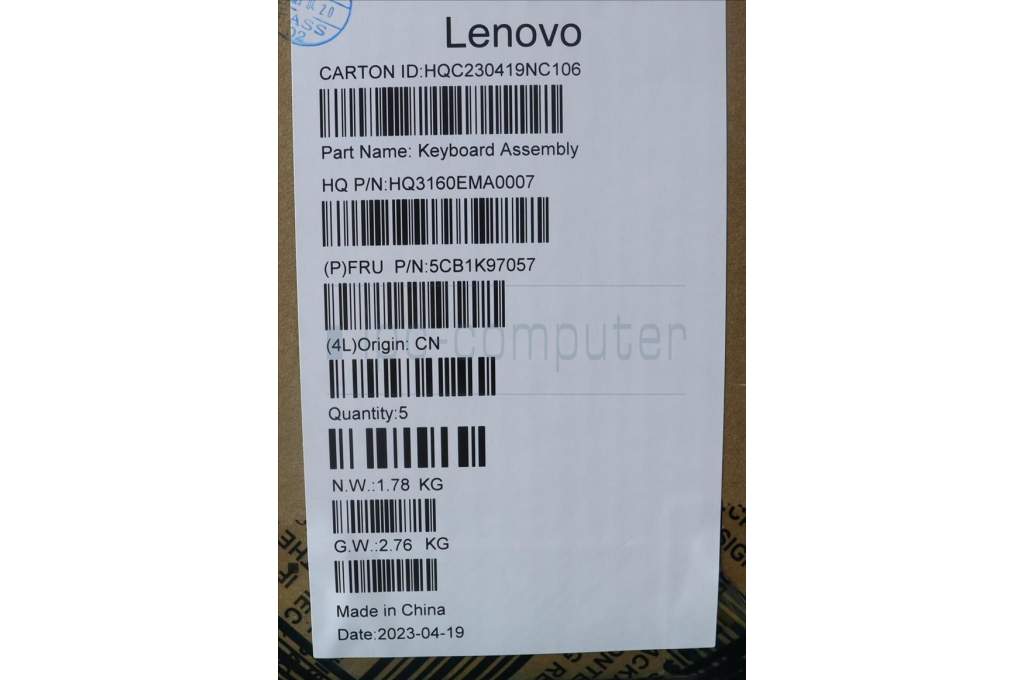 Lenovo
CARTON ID:HQC230419NC106
Part Name: Keyboard Assembly
HQ P/N:HQ3160EMA0007
(P)FRU P/N:5CB1K97057
(4L)Origin: CN
computer
Quantity:5
N.W.:1.78 KG
G.W.:2.76 KG
Made in China
Date:2023-04-19